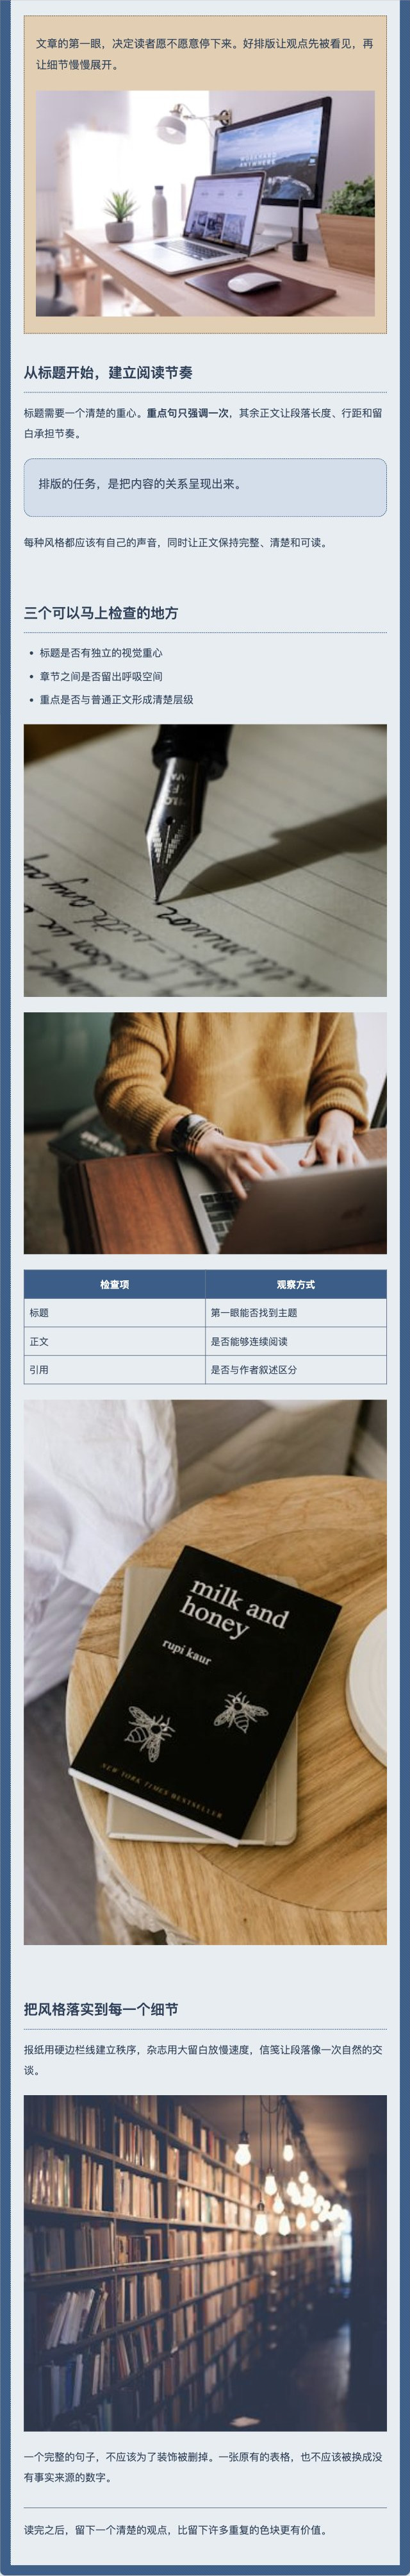 文章的第一眼，决定读者愿不愿意停下来。好排版让观点先被看见，再
让细节慢慢展开。
从标题开始，建立阅读节奏
标题需要一个清楚的重心。重点句只强调一次，其余正文让段落长度、行距和留
白承担节奏。
排版的任务，是把内容的关系呈现出来。
每种风格都应该有自己的声音，同时让正文保持完整、清楚和可读。
三个可以马上检查的地方
• 标题是否有独立的视觉重心
• 章节之间是否留出呼吸空间
• 重点是否与普通正文形成清楚层级
检查项 观察方式
标题 第一眼能否找到主题
正文 是否能够连续阅读
引用 是否与作者叙述区分
milk and
honey
rupi kaur
NEW YORK TIMES BESTSELLER
把风格落实到每一个细节
报纸用硬边栏线建立秩序，杂志用大留白放慢速度，信笺让段落像一次自然的交
谈。
一个完整的句子，不应该为了装饰被删掉。一张原有的表格，也不应该被换成没
有事实来源的数字。
读完之后，留下一个清楚的观点，比留下许多重复的色块更有价值。